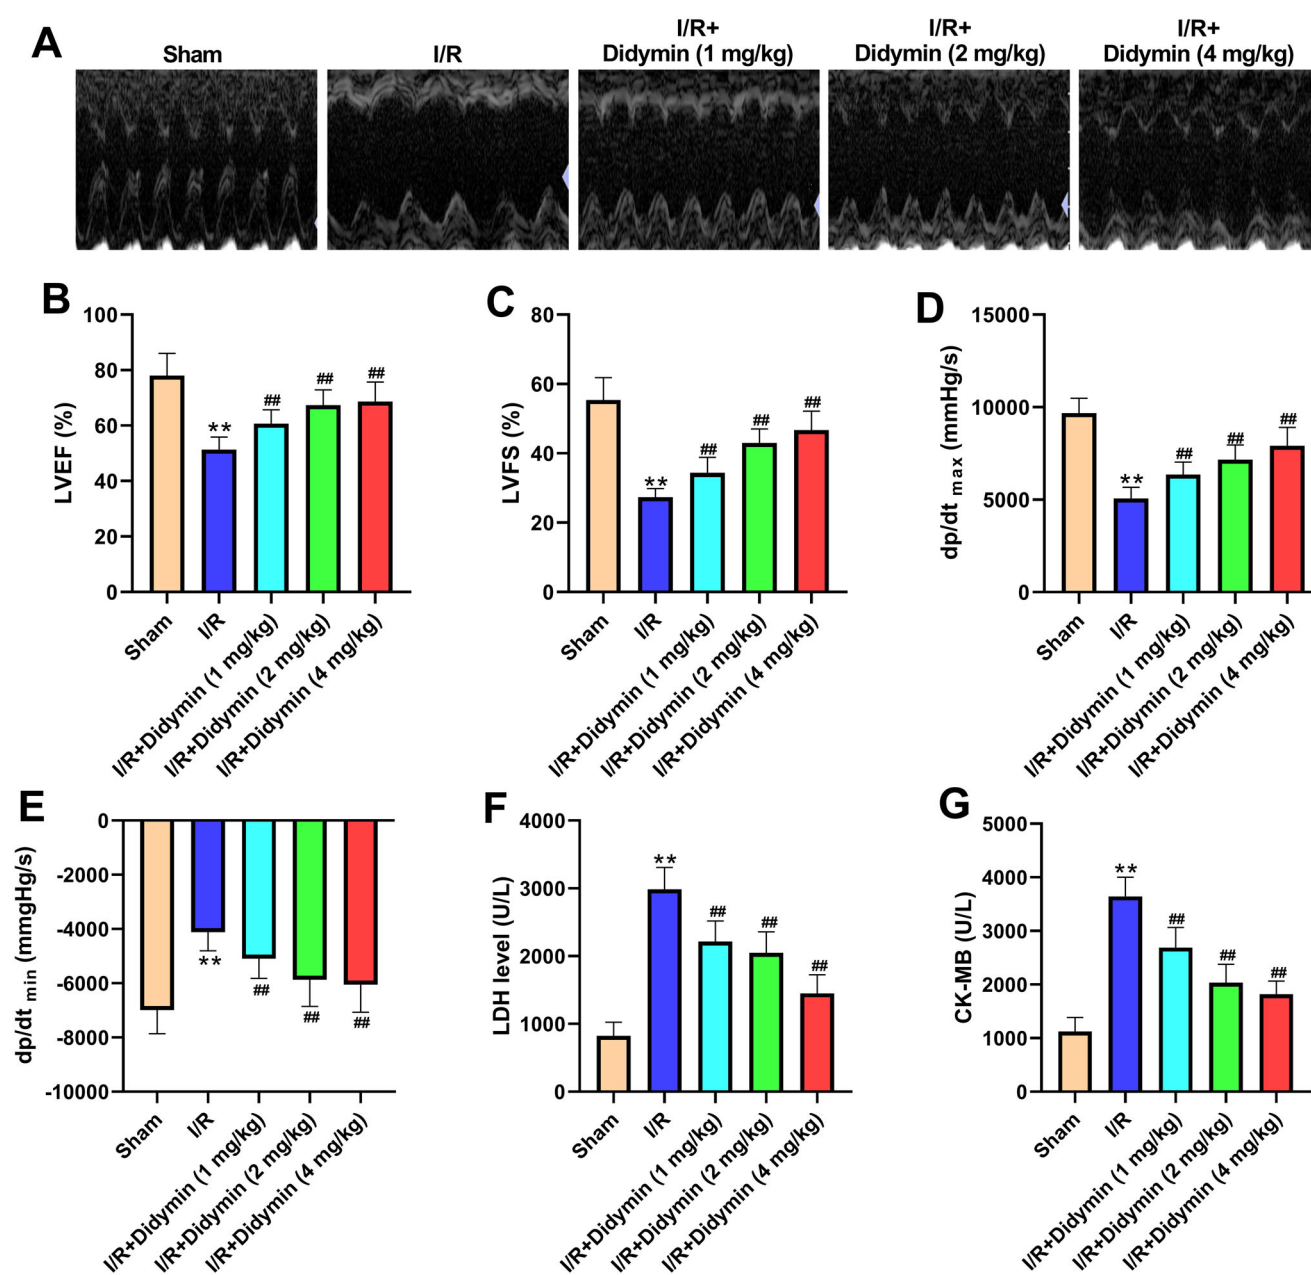 A
Sham
I/R
I/R+
Didymin (1 mg/kg)
I/R+
Didymin (2 mg/kg)
I/R+
Didymin (4 mg/kg)
B
LVEF (%)
100
80
60
40
20
0
**
##
##
##
Sham
I/R
I/R+Didymin (1 mg/kg)
I/R+Didymin (2 mg/kg)
I/R+Didymin (4 mg/kg)
C
LVFS (%)
80
60
40
20
0
**
##
##
##
Sham
I/R
I/R+Didymin (1 mg/kg)
I/R+Didymin (2 mg/kg)
I/R+Didymin (4 mg/kg)
D
dp/dt max (mmHg/s)
15000
10000
5000
0
**
##
##
##
Sham
I/R
I/R+Didymin (1 mg/kg)
I/R+Didymin (2 mg/kg)
I/R+Didymin (4 mg/kg)
E
dp/dt min (mmgHg/s)
0
-2000
-4000
-6000
-8000
-10000
**
##
##
##
Sham
I/R
I/R+Didymin (1 mg/kg)
I/R+Didymin (2 mg/kg)
I/R+Didymin (4 mg/kg)
F
LDH level (U/L)
4000
3000
2000
1000
0
**
##
##
##
Sham
I/R
I/R+Didymin (1 mg/kg)
I/R+Didymin (2 mg/kg)
I/R+Didymin (4 mg/kg)
G
CK-MB (U/L)
5000
4000
3000
2000
1000
0
**
##
##
##
Sham
I/R
I/R+Didymin (1 mg/kg)
I/R+Didymin (2 mg/kg)
I/R+Didymin (4 mg/kg)